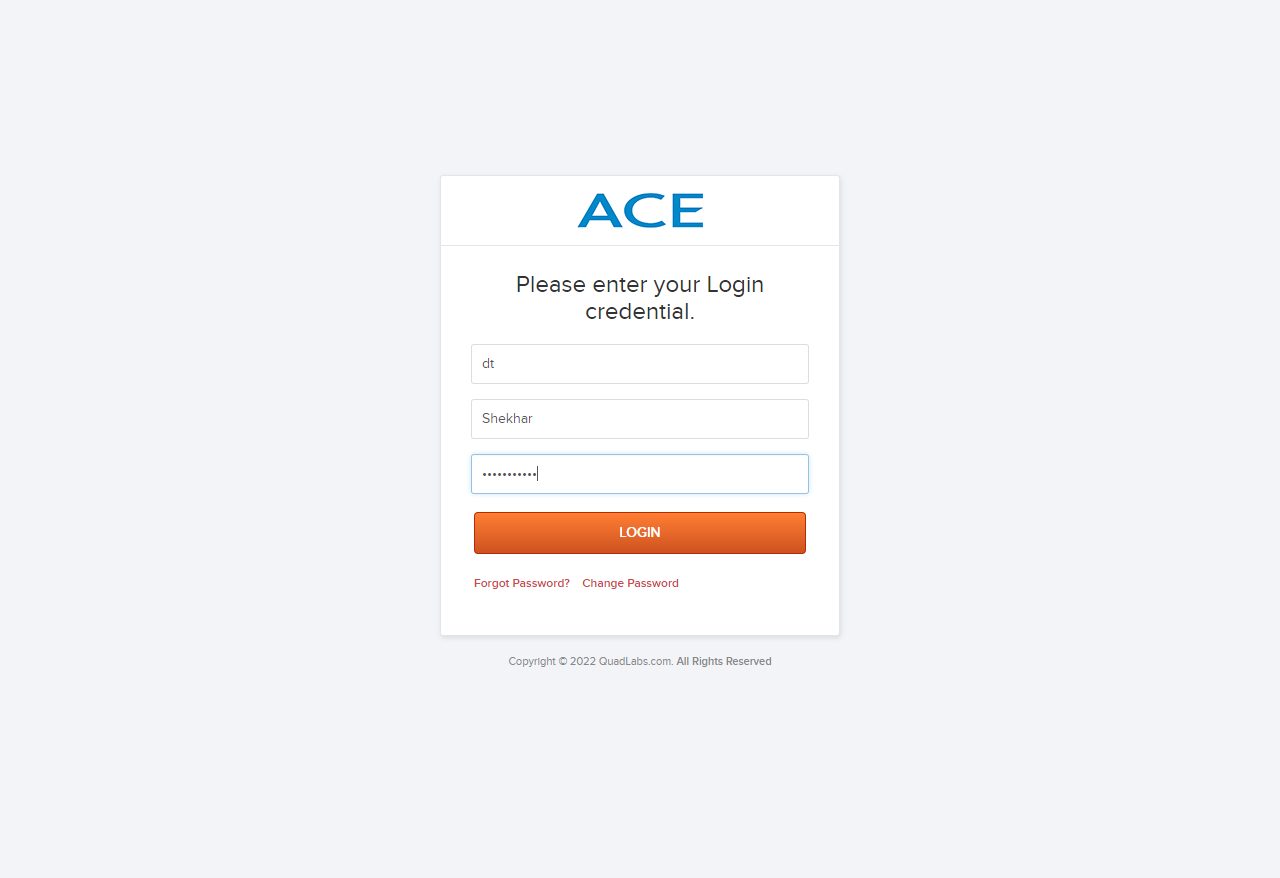 ACE
Please enter your Login
credential.
dt
Shekhar
•••••••••••
LOGIN
Forgot Password? Change Password
Copyright © 2022 QuadLabs.com. All Rights Reserved